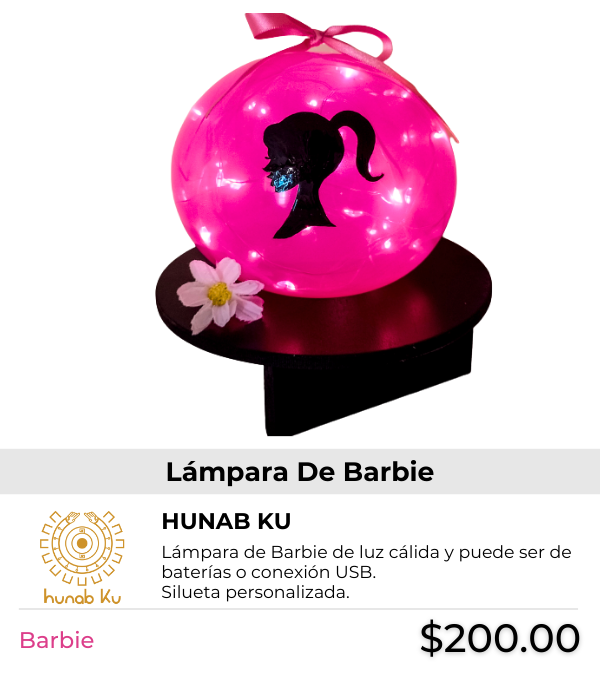 Lámpara De Barbie
HUNAB KU
Lámpara de Barbie de luz cálida y puede ser de
baterías o conexión USB.
Silueta personalizada.
hunab Ku
Barbie
$200.00